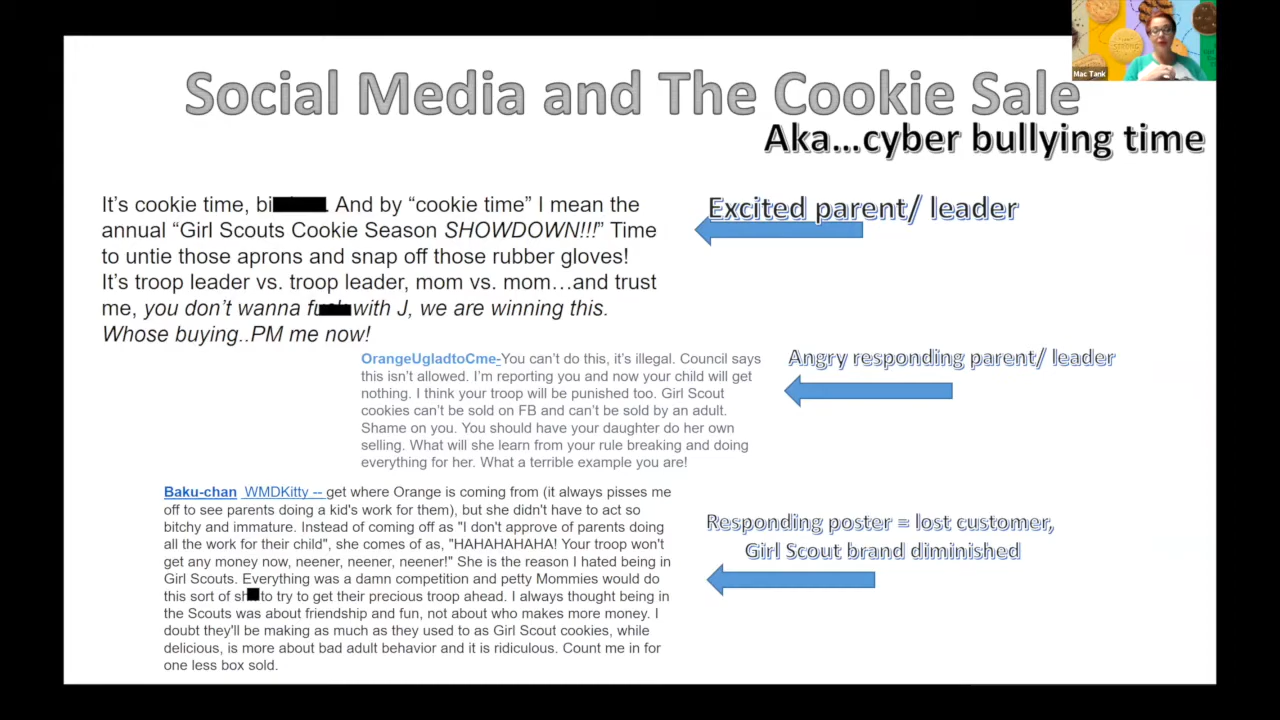 Social Media and The Cookie Sale
Aka...cyber bullying time
Mac Tank
It's cookie time, bi . And by “cookie time” I mean the
annual “Girl Scouts Cookie Season SHOWDOWN!!!” Time
to untie those aprons and snap off those rubber gloves!
It's troop leader vs. troop leader, mom vs. mom…and trust
me, you don't wanna fu with J, we are winning this.
Whose buying..PM me now!
Excited parent/ leader
OrangeUgladtoCme-You can't do this, it's illegal. Council says
this isn't allowed. I'm reporting you and now your child will get
nothing. I think your troop will be punished too. Girl Scout
cookies can't be sold on FB and can't be sold by an adult.
Shame on you. You should have your daughter do her own
selling. What will she learn from your rule breaking and doing
everything for her. What a terrible example you are!
Angry responding parent/ leader
Baku-chan WMDKitty -- get where Orange is coming from (it always pisses me
off to see parents doing a kid's work for them), but she didn't have to act so
bitchy and immature. Instead of coming off as "I don't approve of parents doing
all the work for their child", she comes of as, "HAHAHAHAHA! Your troop won't
get any money now, neener, neener, neener!" She is the reason I hated being in
Girl Scouts. Everything was a damn competition and petty Mommies would do
this sort of sh to try to get their precious troop ahead. I always thought being in
the Scouts was about friendship and fun, not about who makes more money. I
doubt they'll be making as much as they used to as Girl Scout cookies, while
delicious, is more about bad adult behavior and it is ridiculous. Count me in for
one less box sold.
Responding poster = lost customer,
Girl Scout brand diminished